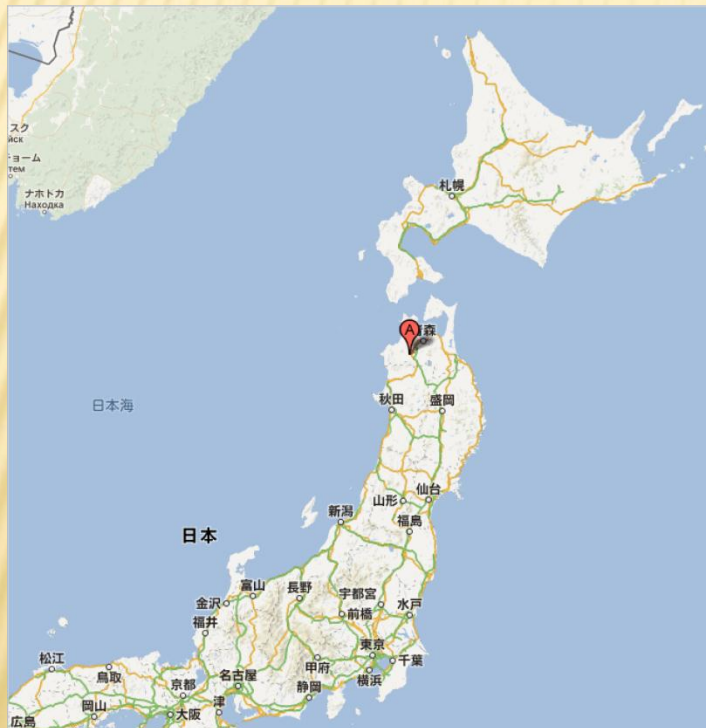 スク
йск
チョーム
тем
ナホトカ
Находка
札幌
A
森
秋田
盛岡
日本海
山形
仙台
新潟
福島
日本
富山
長野
宇都宮
金沢
前橋
水戸
福井
松江
鳥取
東京
千葉
甲府
横浜
名古屋
京都
静岡
津
岡山
大阪
広島